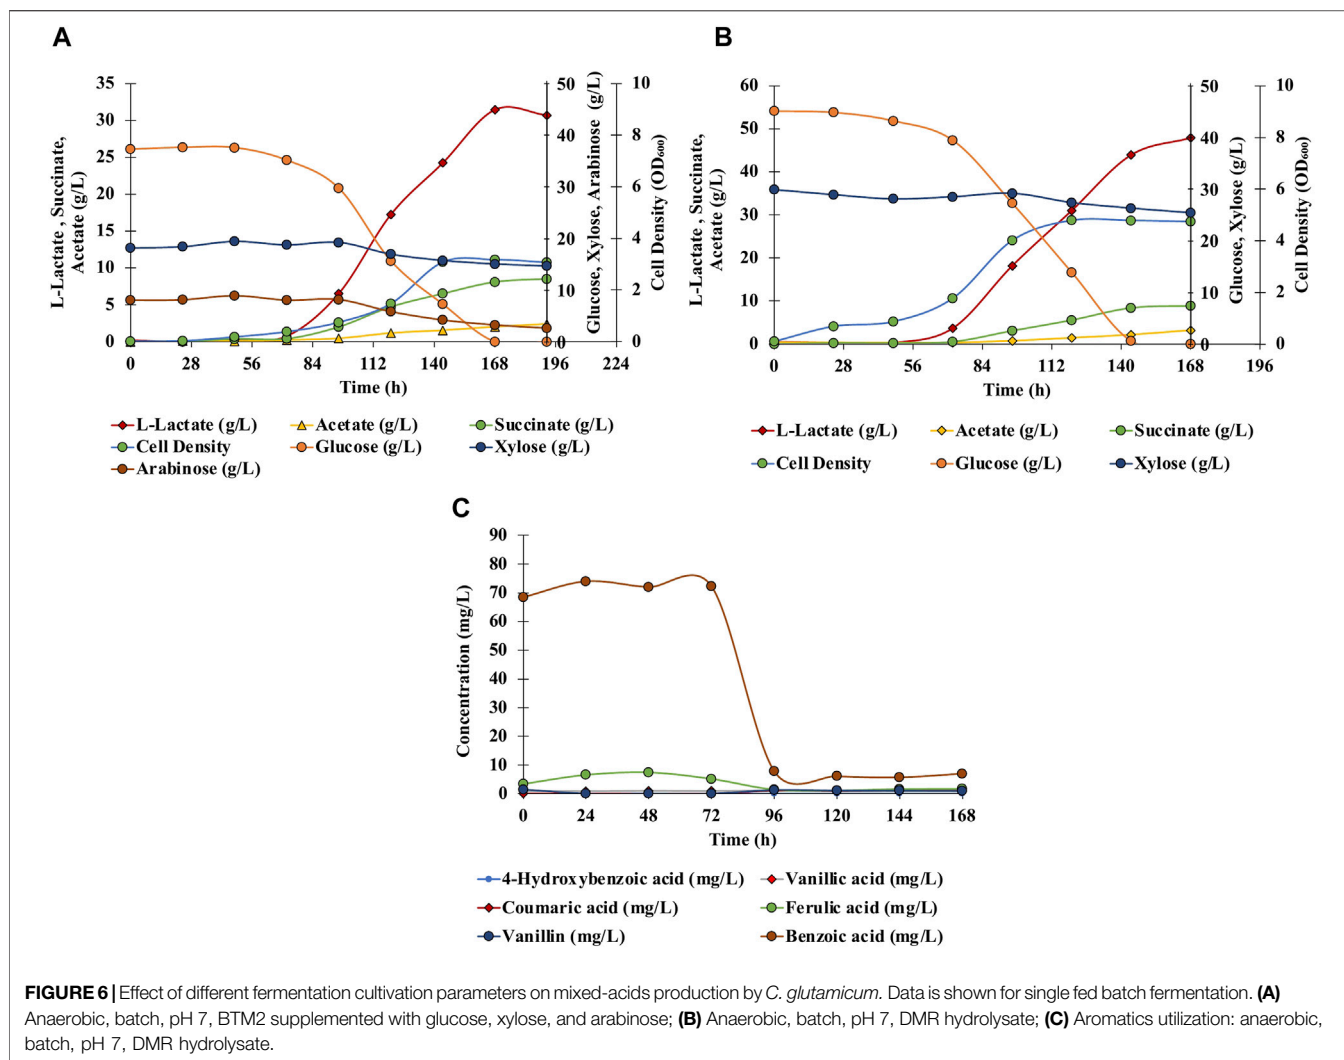 A
35
30
25
20
15
10
5
0
L-Lactate , Succinate,
Acetate (g/L)
50
40
30
20
10
0
Glucose, Xylose, Arabinose (g/L)
10
8
6
4
2
0
Cell Density (OD600)
0 28 56 84 112 140 168 196 224
Time (h)
L-Lactate (g/L) Acetate (g/L) Succinate (g/L)
Cell Density Glucose (g/L) Xylose (g/L)
Arabinose (g/L)
B
60
50
40
30
20
10
0
L-Lactate, Succinate,
Acetate (g/L)
50
40
30
20
10
0
Glucose, Xylose (g/L)
10
8
6
4
2
0
Cell Density (OD600)
0 28 56 84 112 140 168 196
Time (h)
L-Lactate (g/L) Acetate (g/L) Succinate (g/L)
Cell Density Glucose (g/L) Xylose (g/L)
C
90
80
70
60
50
40
30
20
10
0
Concentration (mg/L)
0 24 48 72 96 120 144 168
Time (h)
4-Hydroxybenzoic acid (mg/L) Vanillic acid (mg/L)
Coumaric acid (mg/L) Ferulic acid (mg/L)
Vanillin (mg/L) Benzoic acid (mg/L)
FIGURE 6 | Effect of different fermentation cultivation parameters on mixed-acids production by C. glutamicum. Data is shown for single fed batch fermentation. (A)
Anaerobic, batch, pH 7, BTM2 supplemented with glucose, xylose, and arabinose; (B) Anaerobic, batch, pH 7, DMR hydrolysate; (C) Aromatics utilization: anaerobic,
batch, pH 7, DMR hydrolysate.